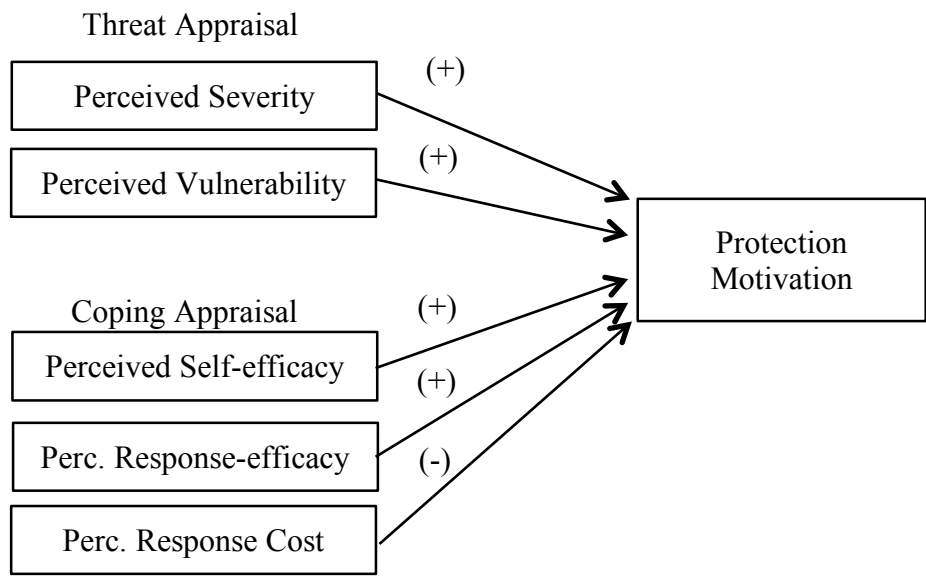 Threat Appraisal
(+)
Perceived Severity
(+)
Perceived Vulnerability
Protection
Motivation
Coping Appraisal
(+)
Perceived Self-efficacy
(+)
Perc. Response-efficacy
(-)
Perc. Response Cost